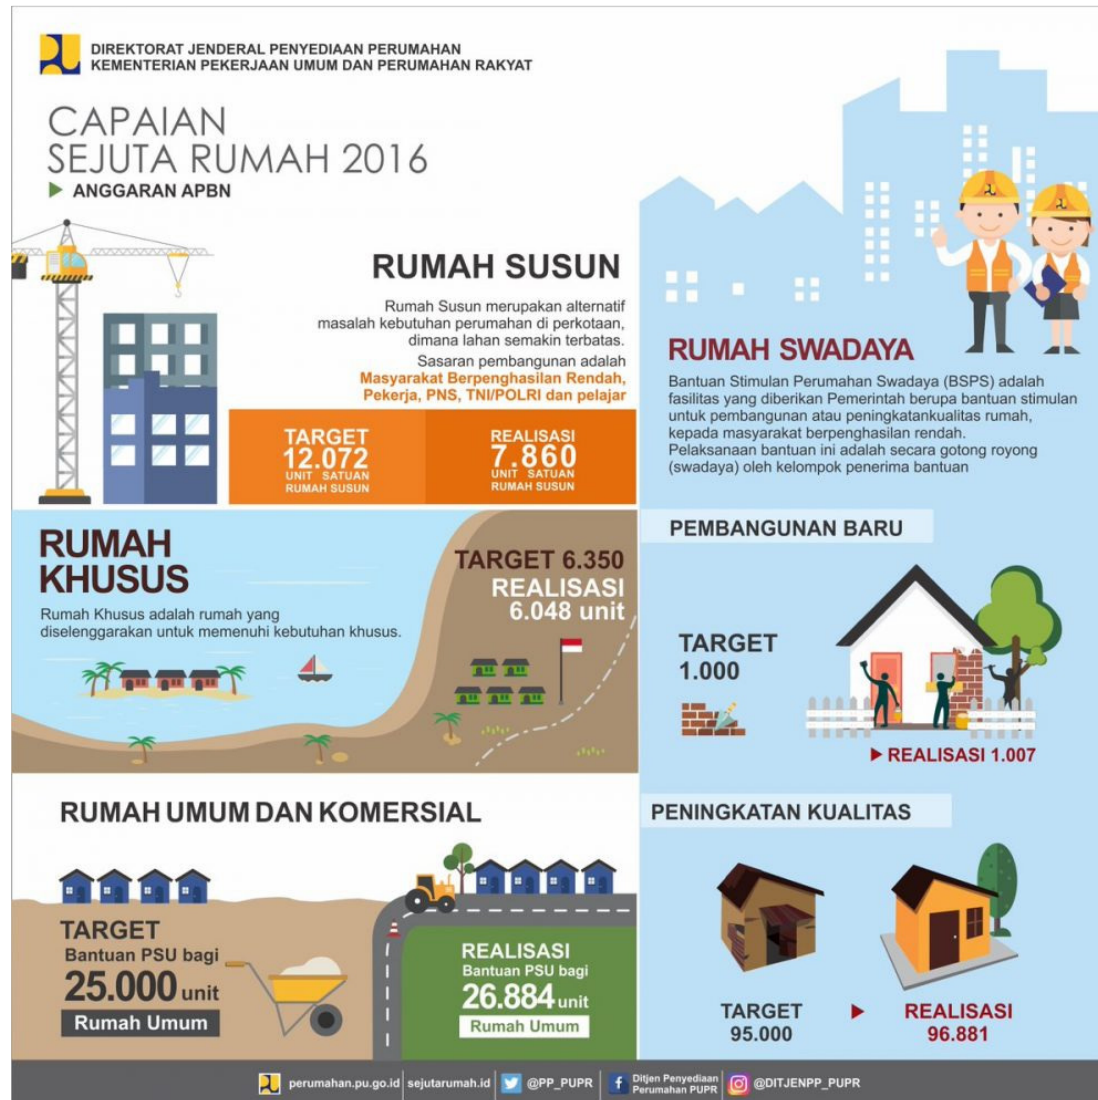 DIREKTORAT JENDERAL PENYEDIAAN PERUMAHAN
KEMENTERIAN PEKERJAAN UMUM DAN PERUMAHAN RAKYAT
CAPAIAN
SEJUTA RUMAH 2016
ANGGARAN APBN
RUMAH SUSUN
Rumah Susun merupakan alternatif
masalah kebutuhan perumahan di perkotaan,
dimana lahan semakin terbatas.
Sasaran pembangunan adalah
Masyarakat Berpenghasilan Rendah,
Pekerja, PNS, TNI/POLRI dan pelajar
TARGET
12.072
UNIT SATUAN
RUMAH SUSUN
REALISASI
7.860
UNIT SATUAN
RUMAH SUSUN
RUMAH SWADAYA
Bantuan Stimulan Perumahan Swadaya (BSPS) adalah
fasilitas yang diberikan Pemerintah berupa bantuan stimulan
untuk pembangunan atau peningkatankualitas rumah,
kepada masyarakat berpenghasilan rendah.
Pelaksanaan bantuan ini adalah secara gotong royong
(swadaya) oleh kelompok penerima bantuan
RUMAH
KHUSUS
Rumah Khusus adalah rumah yang
diselenggarakan untuk memenuhi kebutuhan khusus.
TARGET 6.350
REALISASI
6.048 unit
PEMBANGUNAN BARU
TARGET
1.000
REALISASI 1.007
RUMAH UMUM DAN KOMERSIAL
TARGET
Bantuan PSU bagi
25.000 unit
Rumah Umum
REALISASI
Bantuan PSU bagi
26.884 unit
Rumah Umum
PENINGKATAN KUALITAS
TARGET
95.000
REALISASI
96.881
perumahan.pu.go.id sejutarumah.id @PP_PUPR Ditjen Penyediaan
Perumahan PUPR @DITJENPP_PUPR